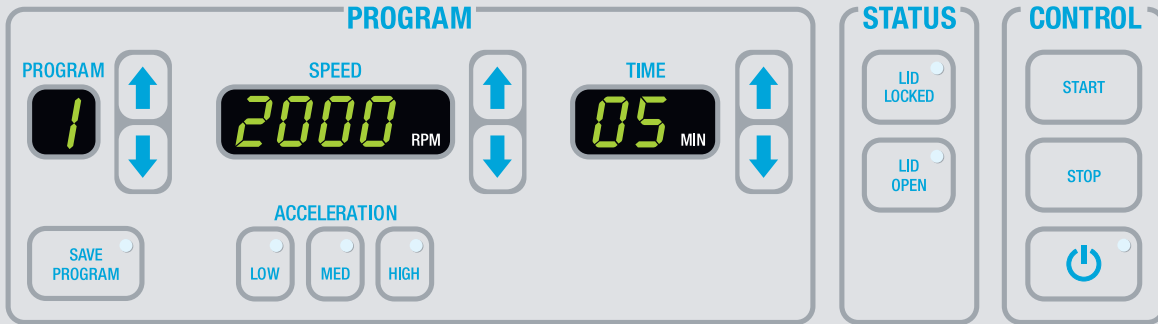 PROGRAM
STATUS
CONTROL
PROGRAM
SPEED
TIME
1
2000 RPM
05 MIN
LID
LOCKED
START
LID
OPEN
STOP
ACCELERATION
SAVE
PROGRAM
LOW
MED
HIGH